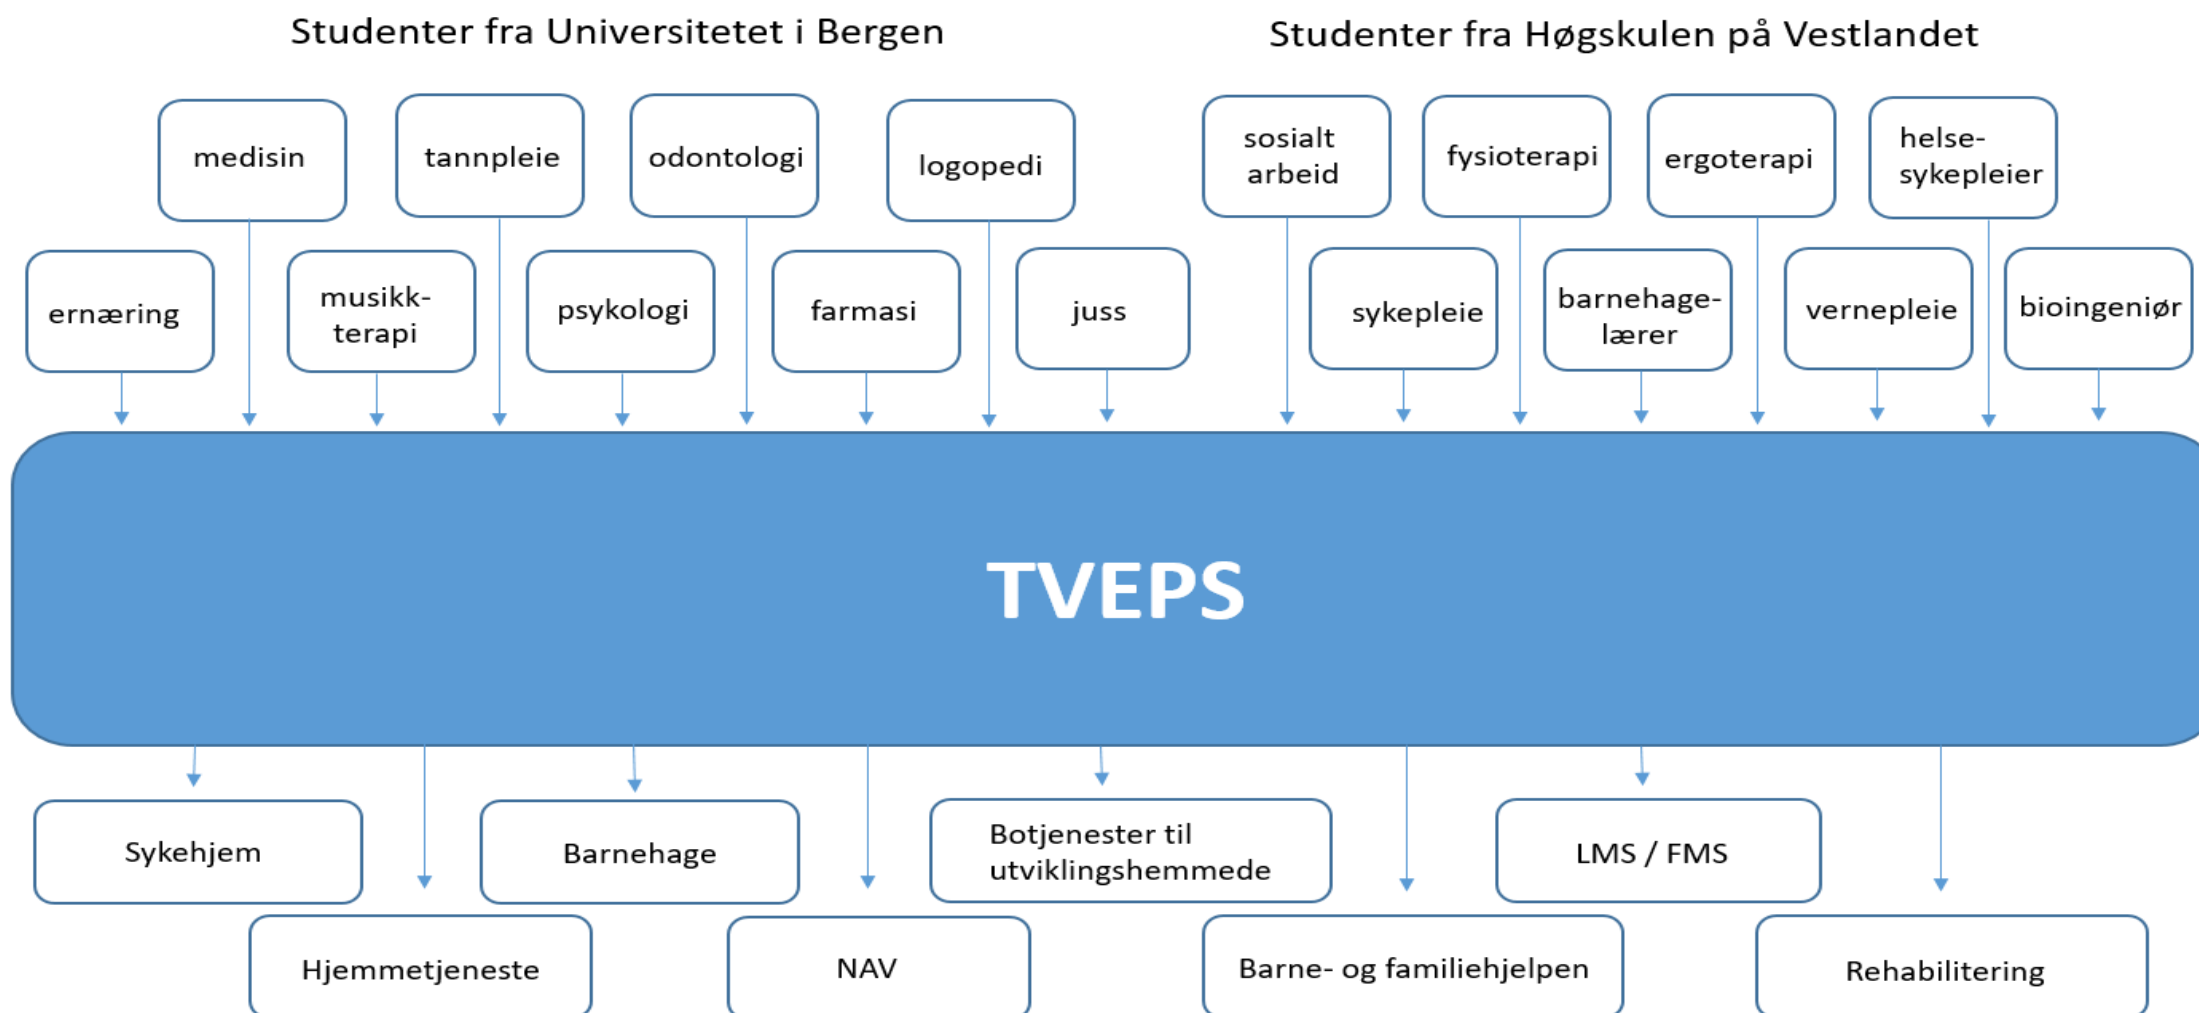 Studenter fra Universitetet i Bergen
Studenter fra Høgskulen på Vestlandet
medisin
tannpleie
odontologi
logopedi
sosialt
arbeid
fysioterapi
ergoterapi
helse-
sykepleier
ernæring
musikk-
terapi
psykologi
farmasi
juss
sykepleie
barnehage-
lærer
vernepleie
bioingeniør
TVEPS
Sykehjem
Barnehage
Botjenester til
utviklingshemmede
LMS / FMS
Hjemmetjeneste
NAV
Barne- og familiehjelpen
Rehabilitering